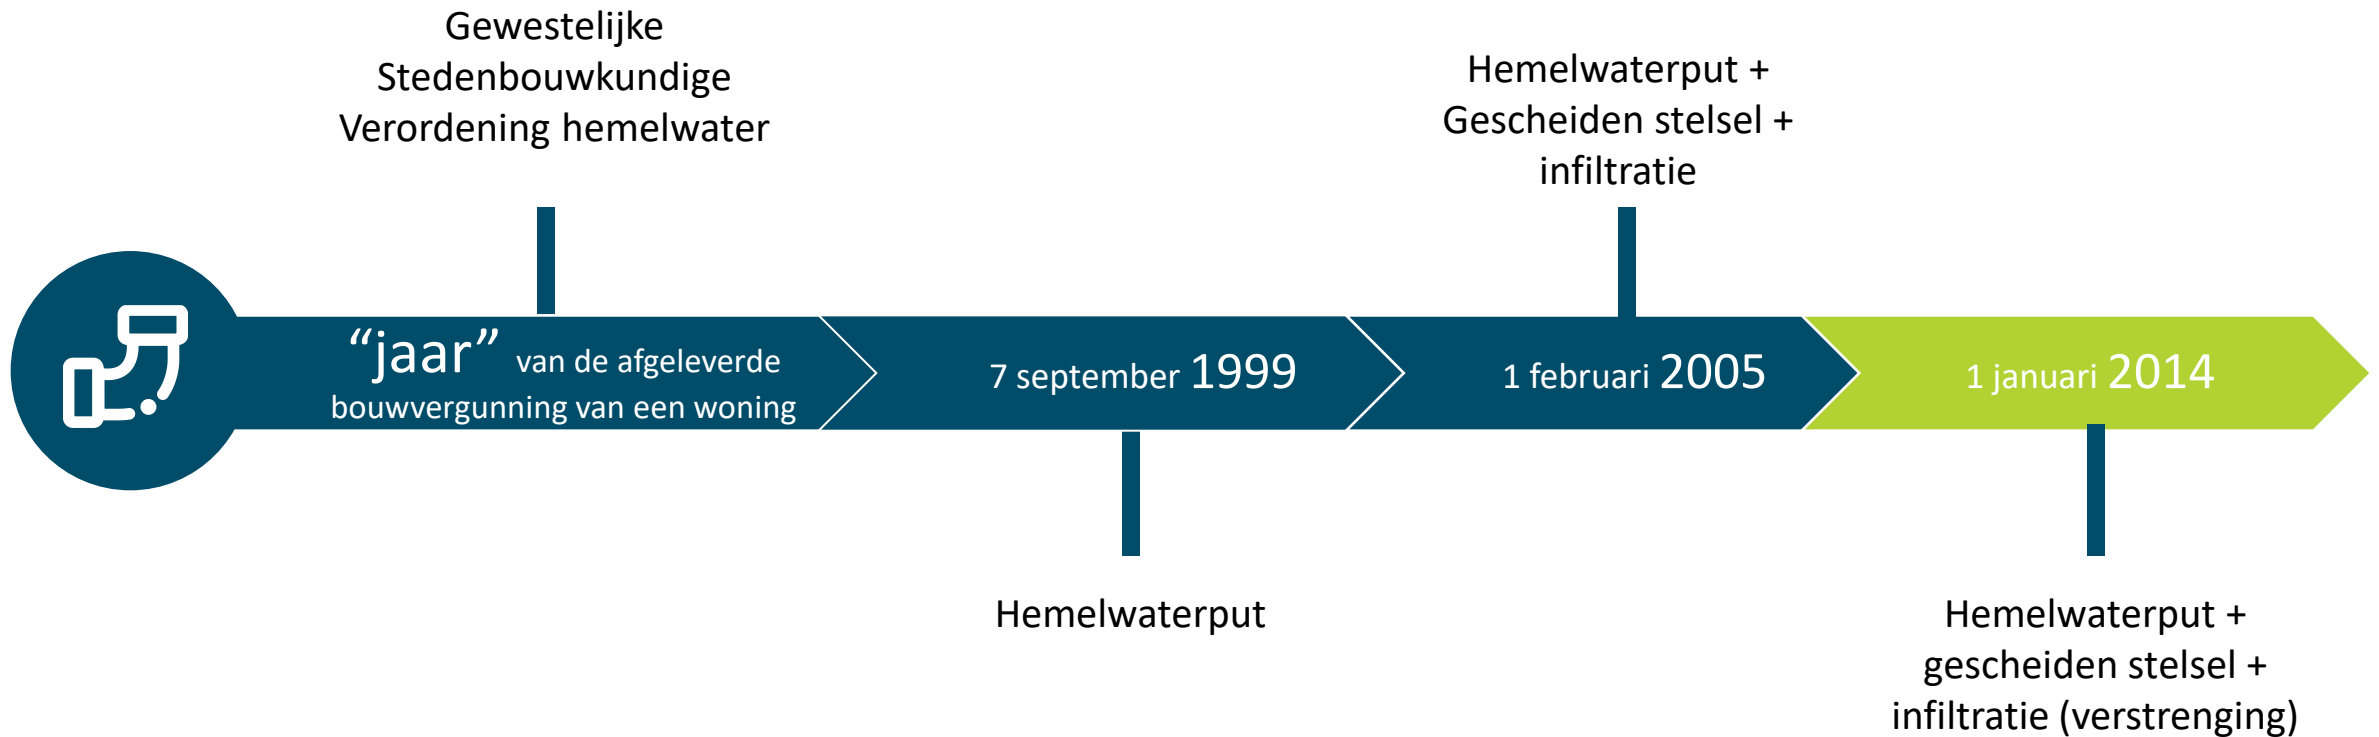 Gewestelijke
Stedenbouwkundige
Verordening hemelwater
Hemelwaterput +
Gescheiden stelsel +
infiltratie
“jaar” van de afgeleverde
bouwvergunning van een woning
7 september 1999
1 februari 2005
1 januari 2014
Hemelwaterput
Hemelwaterput +
gescheiden stelsel +
infiltratie (verstrenging)